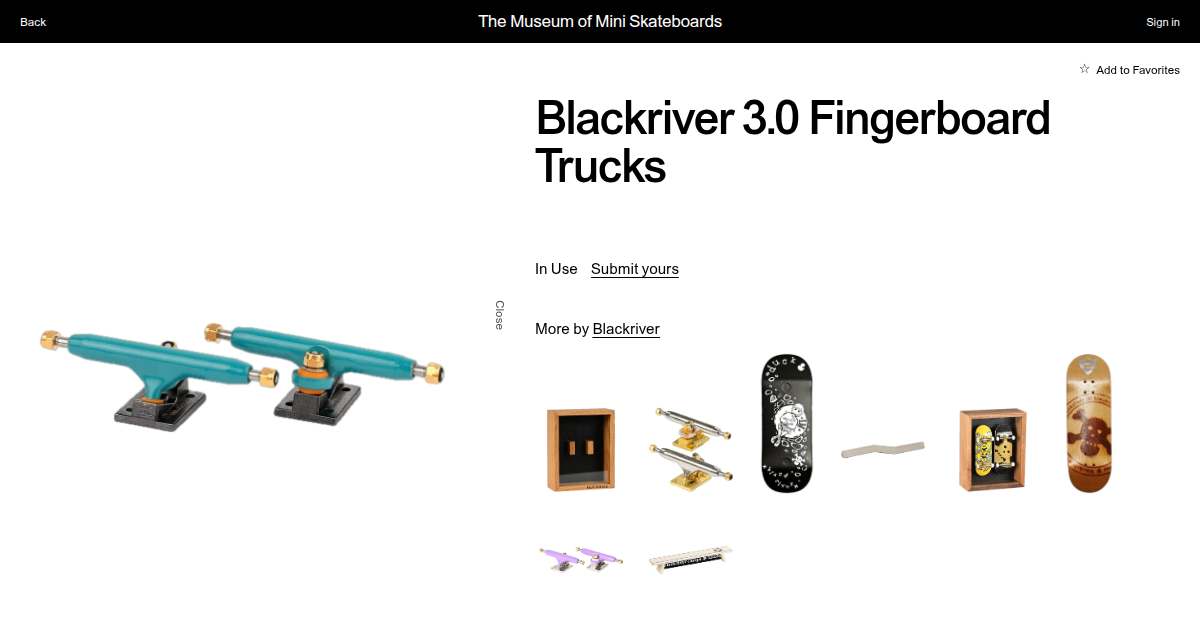 Back
The Museum of Mini Skateboards
Sign in
☆ Add to Favorites
Blackriver 3.0 Fingerboard
Trucks
In Use Submit yours
Close
More by Blackriver